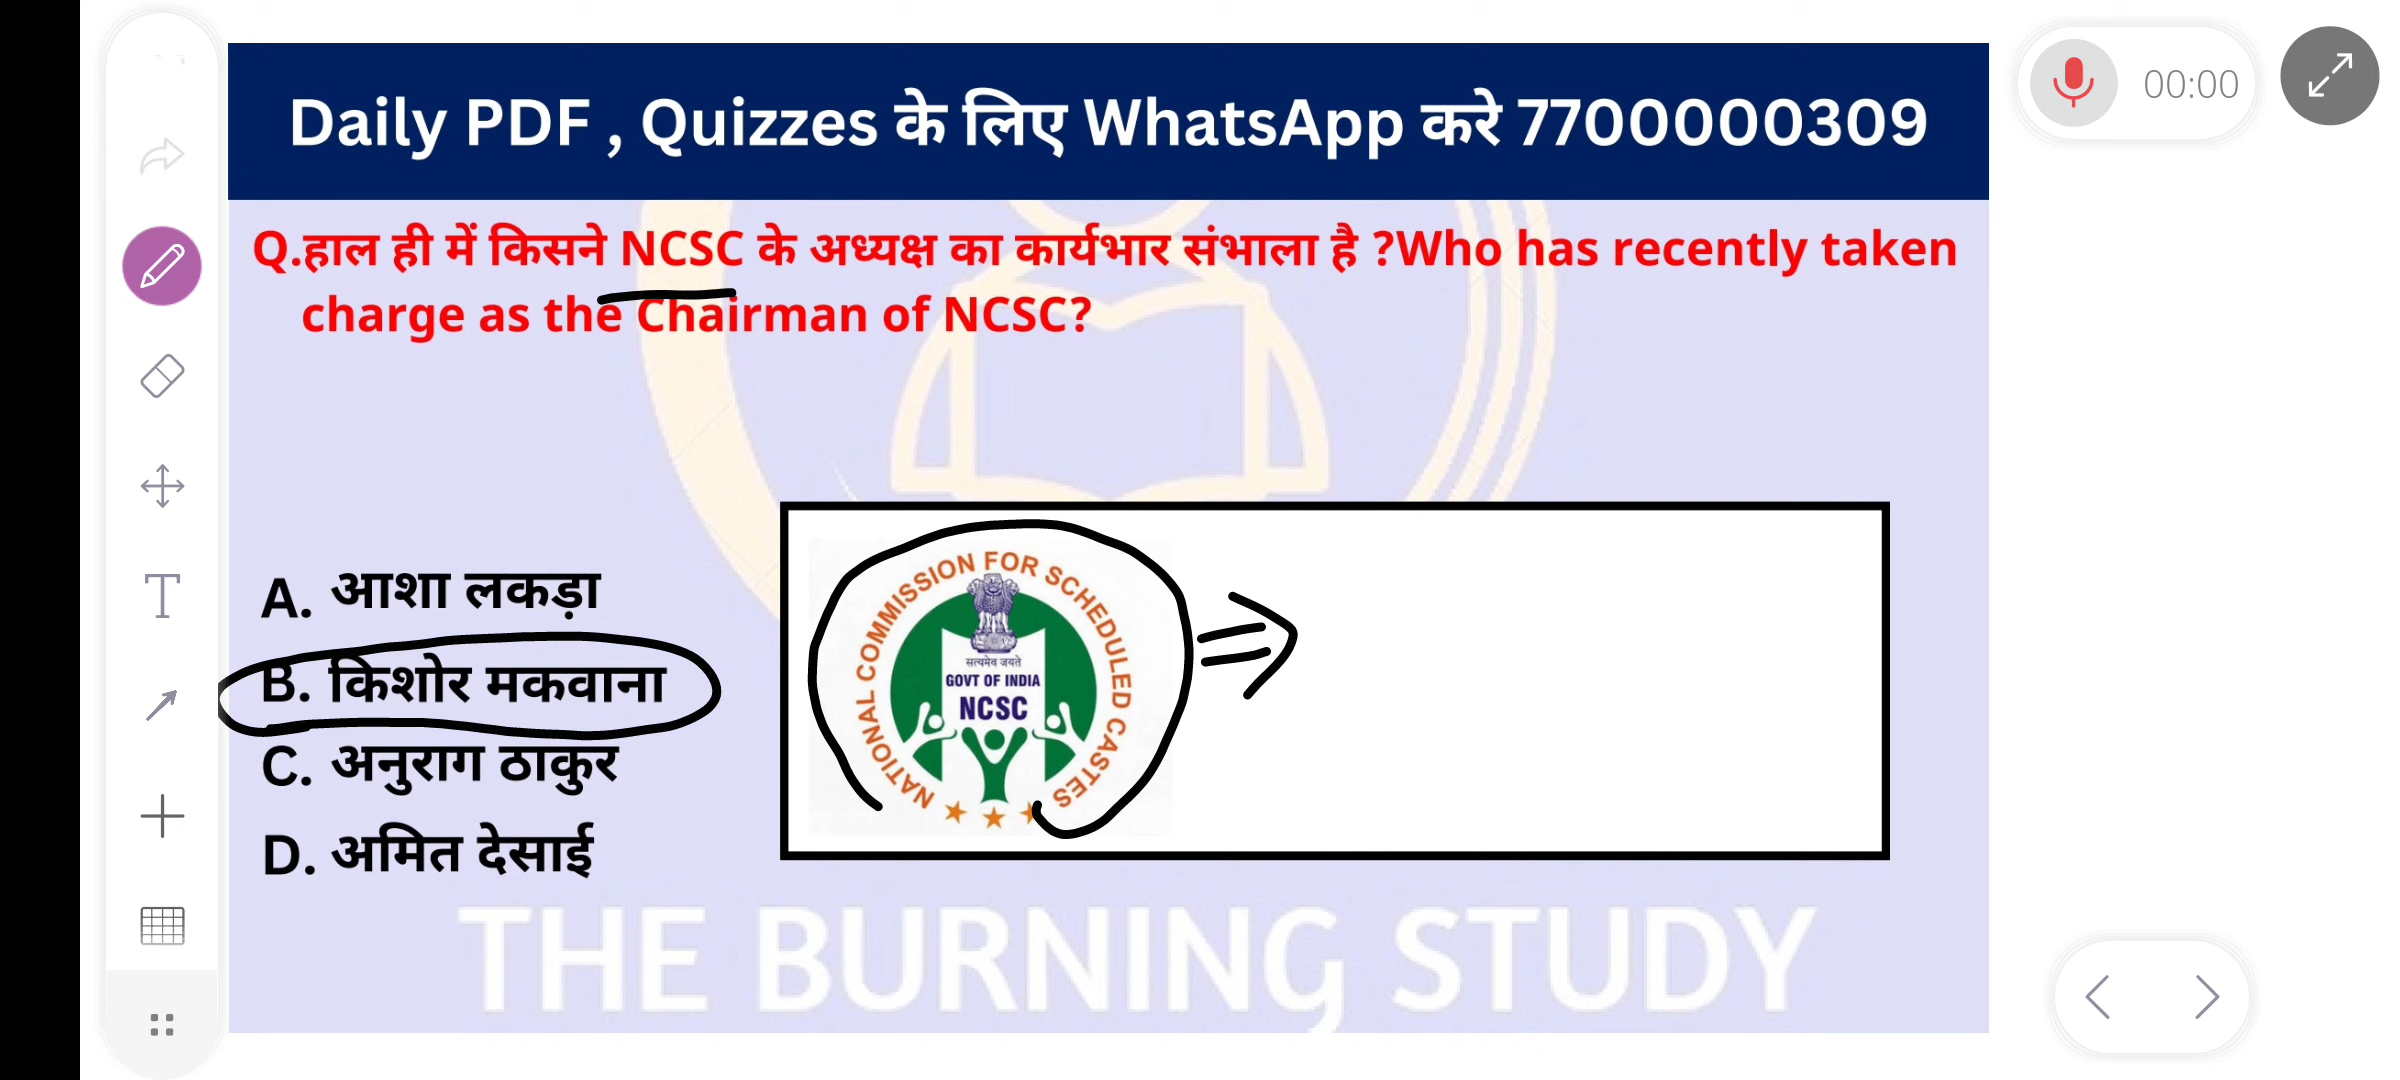 00:00
Daily PDF , Quizzes के लिए WhatsApp करे 7700000309
Q.हाल ही में किसने NCSC के अध्यक्ष का कार्यभार संभाला है ?Who has recently taken
charge as the Chairman of NCSC?
A. आशा लकड़ा
B. किशोर मकवाना
C. अनुराग ठाकुर
D. अमित देसाई
NATIONAL COMMISSION FOR SCHEDULED CASTES
सत्यमेव जयते
GOVT OF INDIA
NCSC
THE BURNING STUDY
T